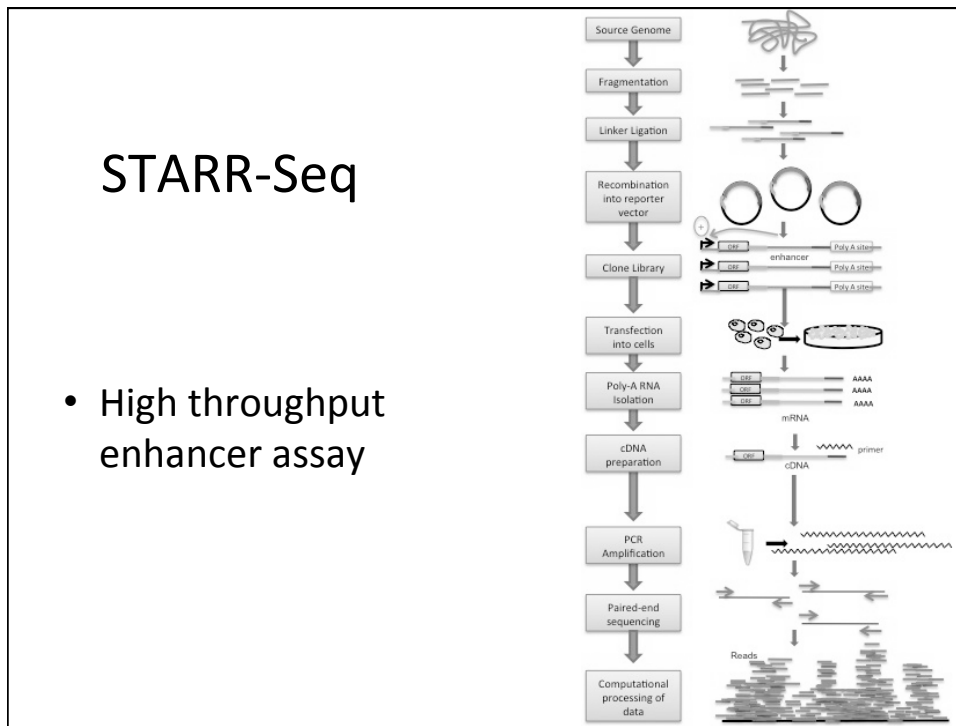 STARR-Seq
• High throughput
enhancer assay
Source Genome
Fragmentation
Linker Ligation
Recombination
into reporter
vector
Clone Library
Transfection
into cells
Poly-A RNA
Isolation
cDNA
preparation
PCR
Amplification
Paired-end
sequencing
Computational
processing of
data
+
ORF
Poly A site
enhancer
ORF
Poly A site
ORF
Poly A site
ORF
AAAA
ORF
AAAA
ORF
AAAA
mRNA
primer
ORF
cDNA
Reads